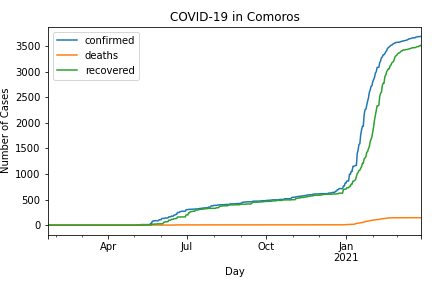 COVID-19 in Comoros
confirmed
deaths
recovered
Number of Cases
3500
3000
2500
2000
1500
1000
500
0
Apr
Jul
Oct
Jan
2021
Day